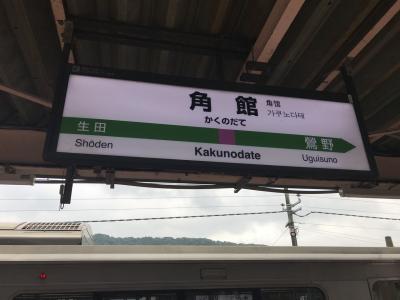 角館
角馆
가쿠노다테
かくのだて
生田
鶯野
Shōden
Kakunodate
Uguisuno